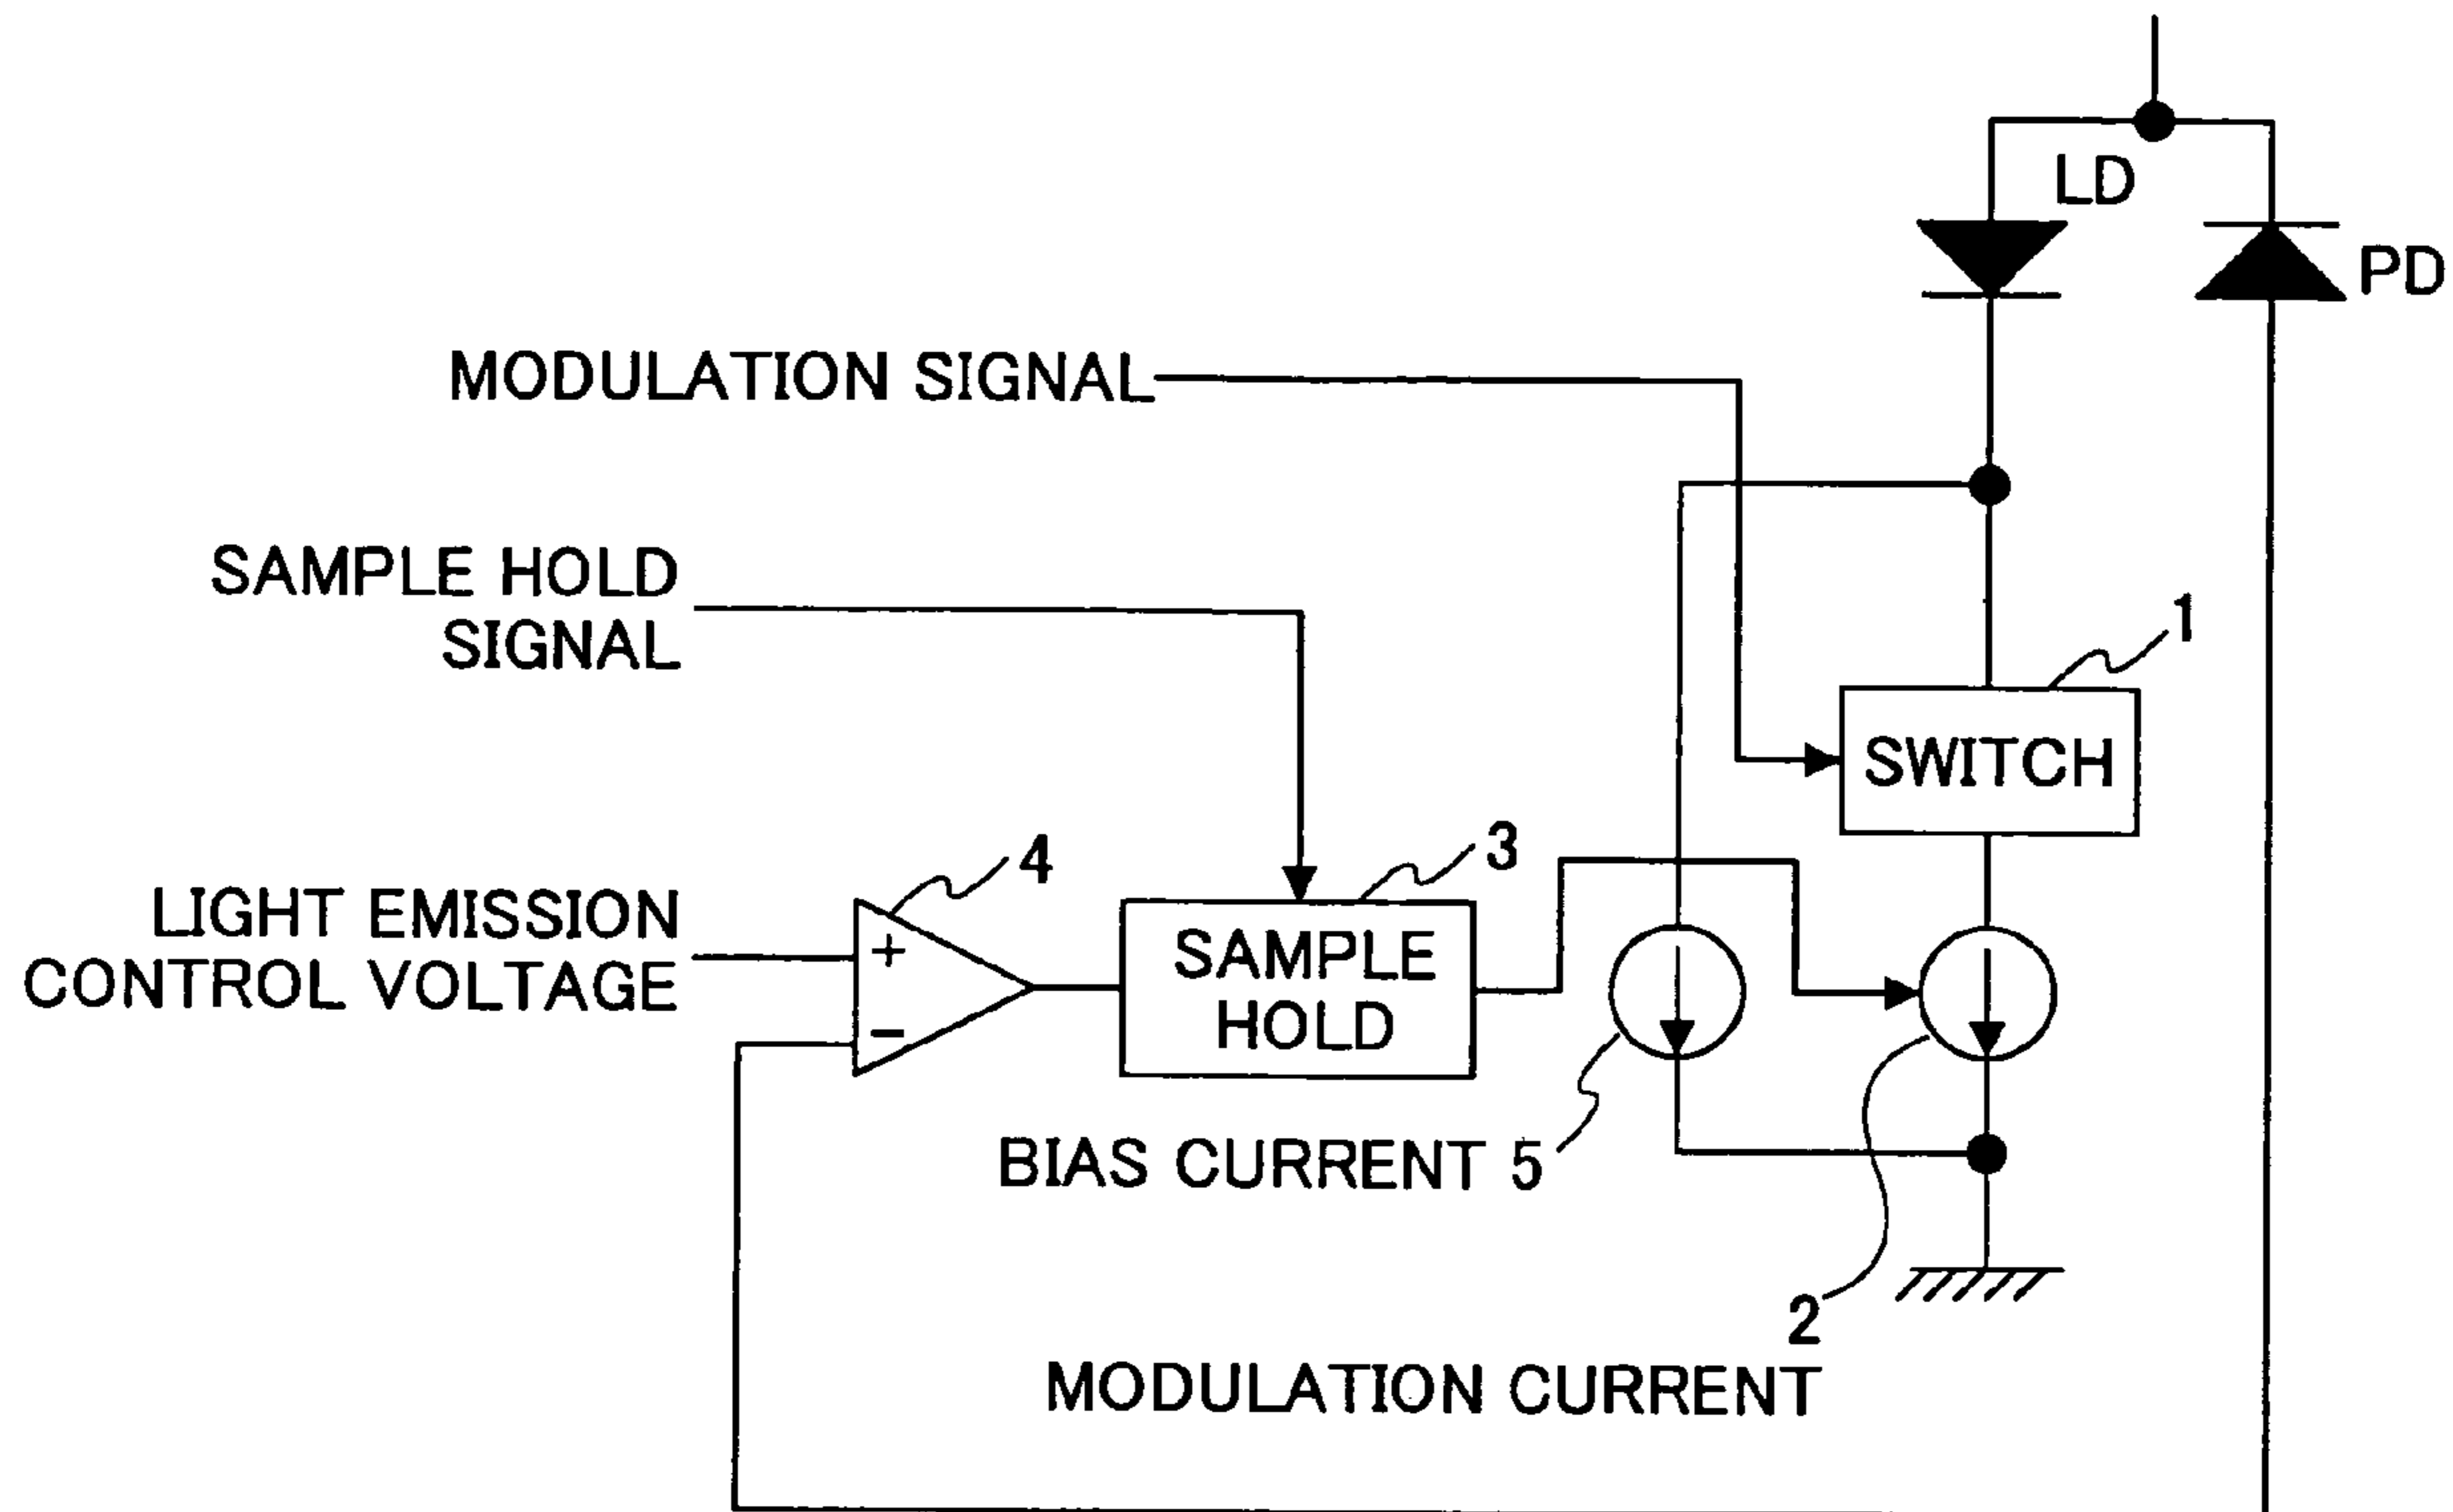 LD
PD
MODULATION SIGNAL
SAMPLE HOLD
SIGNAL
1
SWITCH
4
3
LIGHT EMISSION
CONTROL VOLTAGE
+
−
SAMPLE
HOLD
BIAS CURRENT 5
2
MODULATION CURRENT